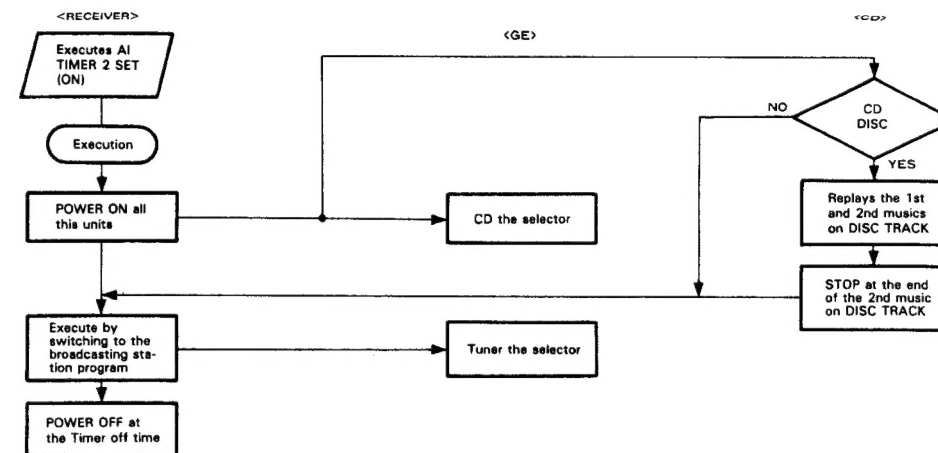 <RECEIVER>
<GE>
<CD>
Executes AI
TIMER 2 SET
(ON)
Execution
POWER ON all
this units
CD the selector
NO
CD
DISC
YES
Replays the 1st
and 2nd musics
on DISC TRACK
STOP at the end
of the 2nd music
on DISC TRACK
Execute by
switching to the
broadcasting sta-
tion program
Tuner the selector
POWER OFF at
the Timer off time